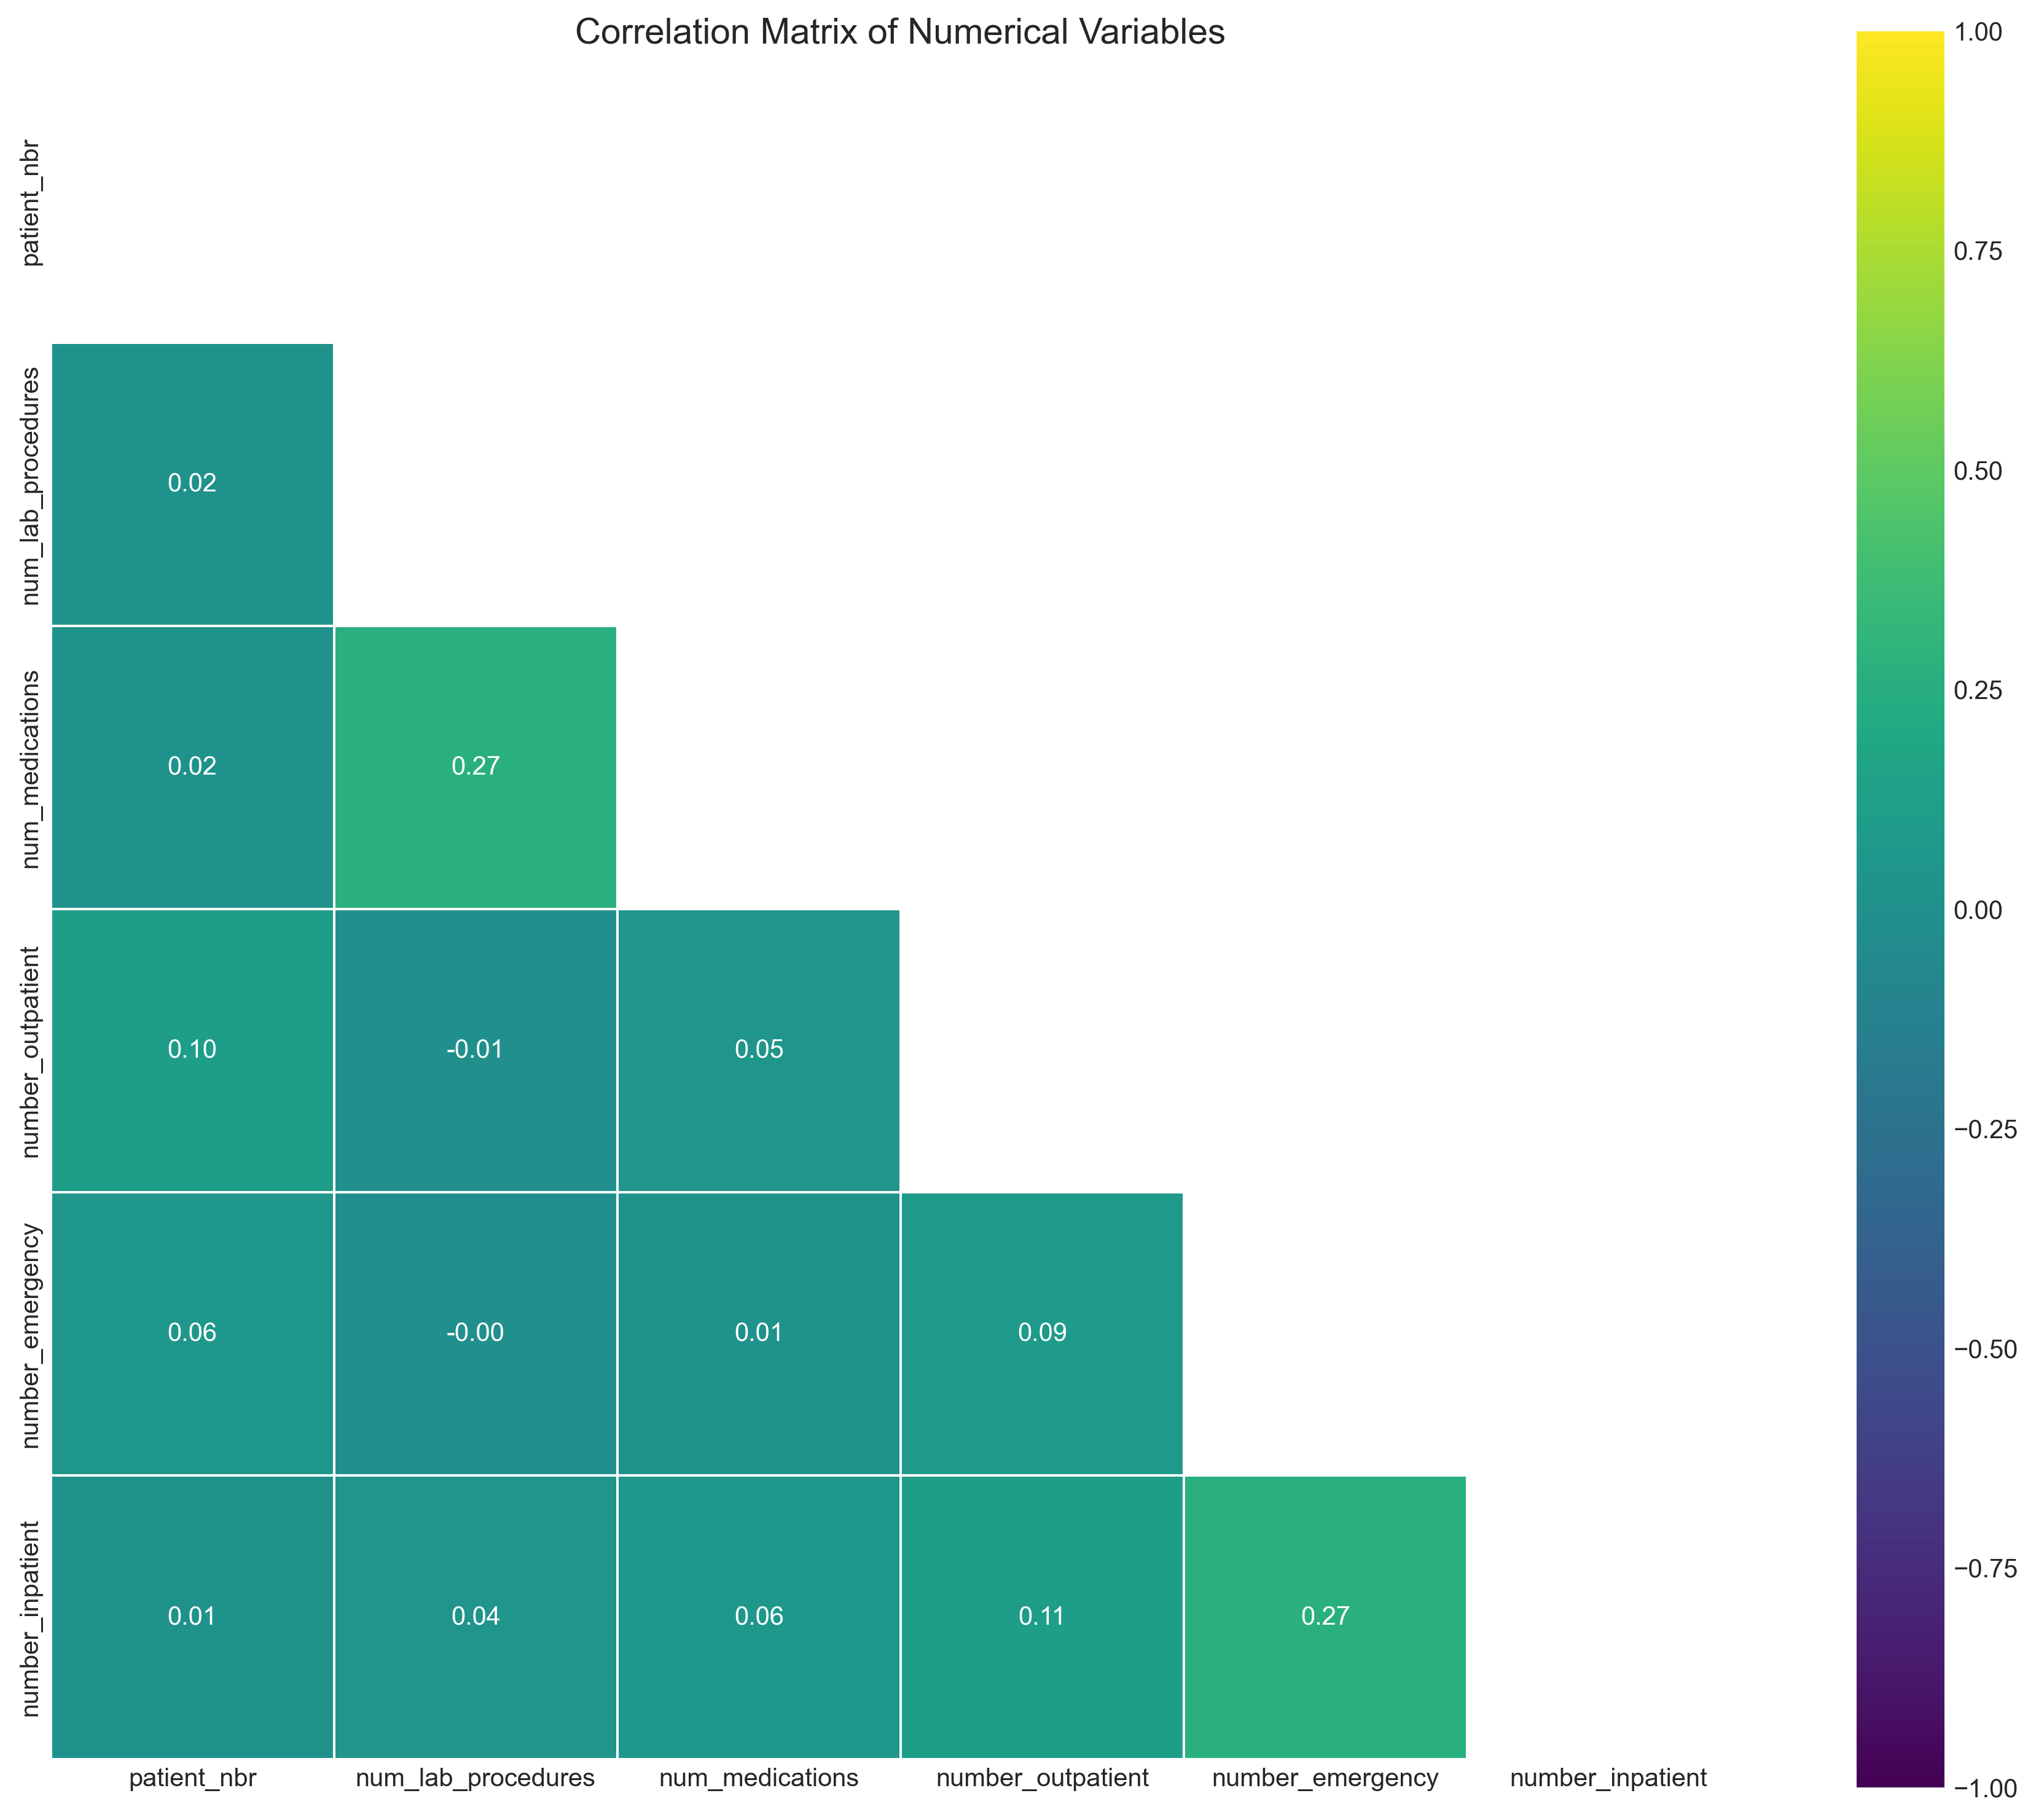 Correlation Matrix of Numerical Variables
patient_nbr
num_lab_procedures
0.02
num_medications
0.02 0.27
number_outpatient
0.10 -0.01 0.05
number_emergency
0.06 -0.00 0.01 0.09
number_inpatient
0.01 0.04 0.06 0.11 0.27
patient_nbr num_lab_procedures num_medications number_outpatient number_emergency number_inpatient
1.00
0.75
0.50
0.25
0.00
−0.25
−0.50
−0.75
−1.00